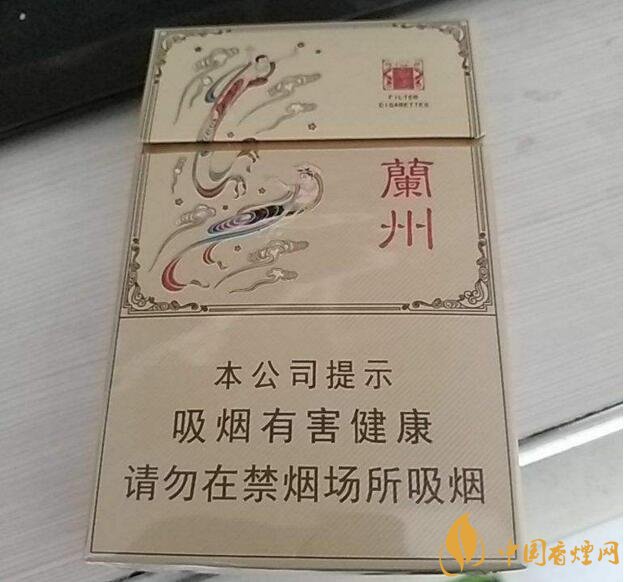 FILTER
CIGARETTES
蘭州
本公司提示
吸烟有害健康
请勿在禁烟场所吸烟
中国香煙网